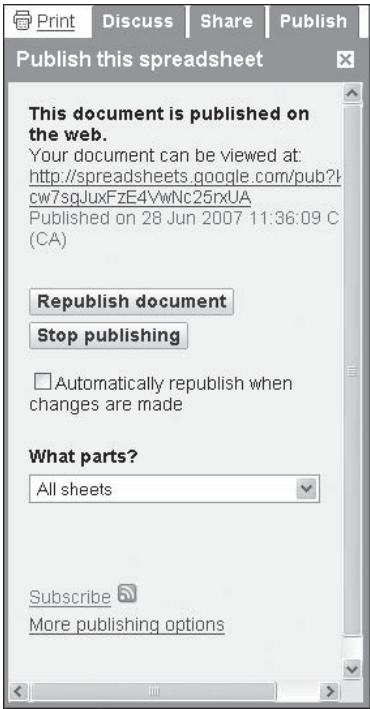 Print Discuss Share Publish
Publish this spreadsheet
This document is published on
the web.
Your document can be viewed at:
http://spreadsheets.google.com/pub?k
cw7sgJuxFzE4VwNc25rxUA
Published on 28 Jun 2007 11:36:09 C
(CA)
Republish document
Stop publishing
Automatically republish when
changes are made
What parts?
All sheets
Subscribe
More publishing options